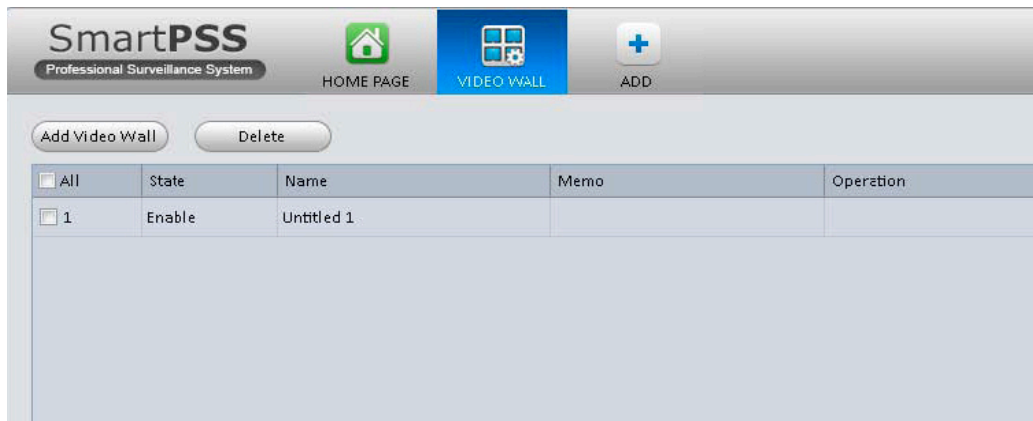 SmartPSS
Professional Surveillance System
HOME PAGE
VIDEO WALL
ADD
Add Video Wall
Delete
All State Name Memo Operation
1 Enable Untitled 1